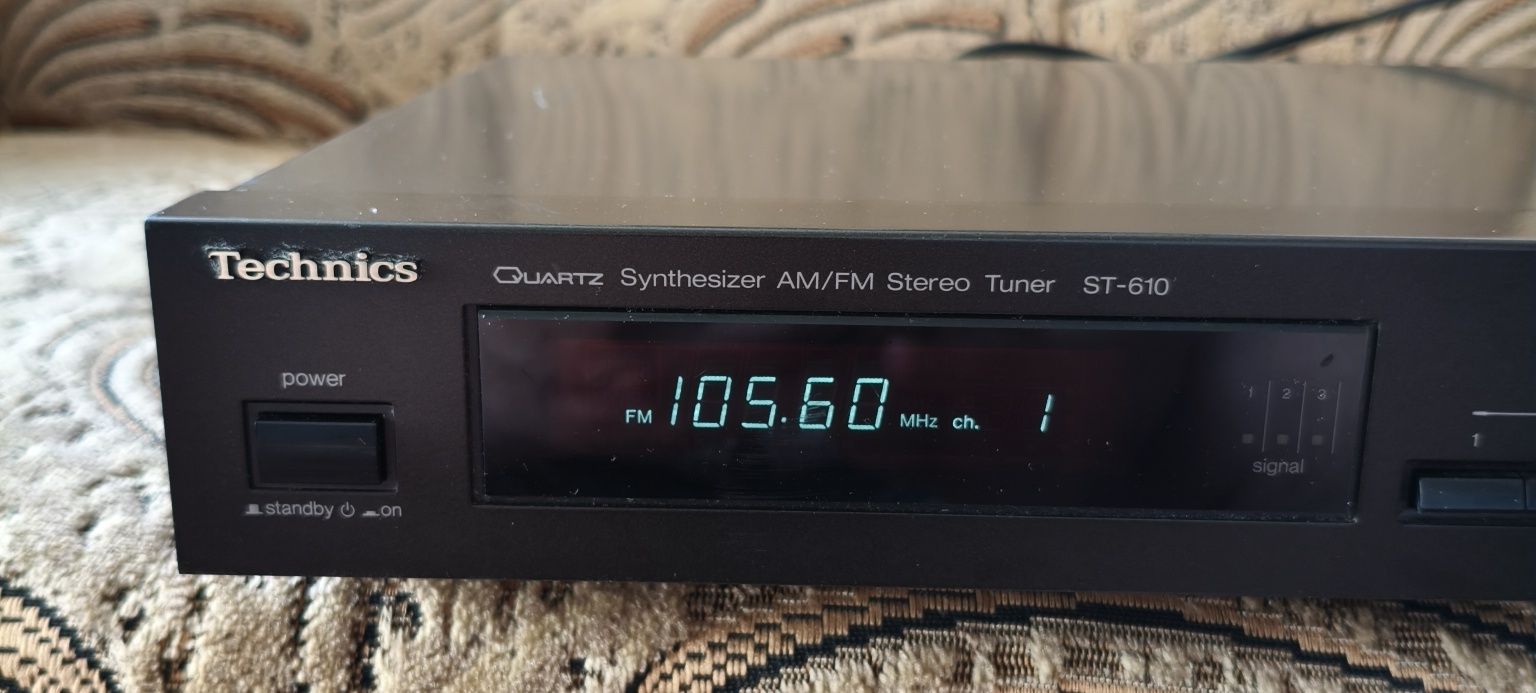 Technics
QUARTZ Synthesizer AM/FM Stereo Tuner ST-610
power
standby on
FM 105.60 MHz ch. 1
1 2 3
signal
1